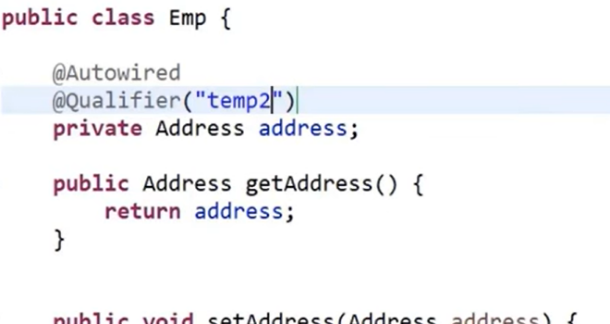 public class Emp {
@Autowired
@Qualifier("temp2")
private Address address;
public Address getAddress() {
return address;
}
public void setAddress(Address address) {